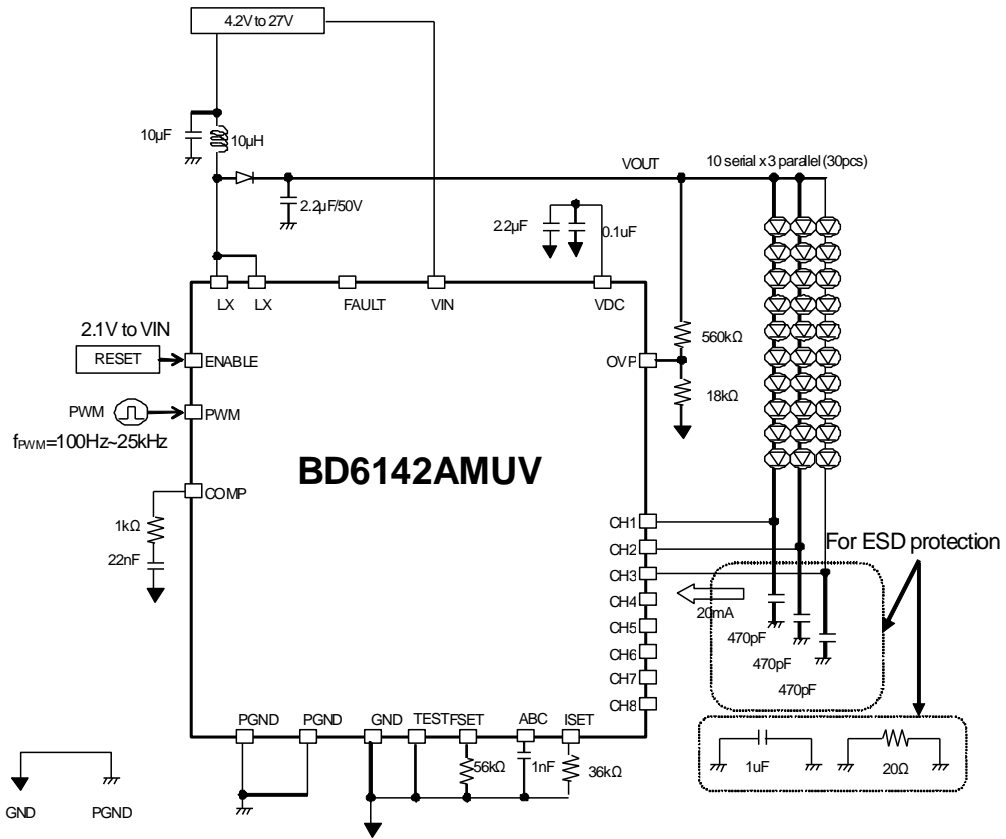 4.2V to 27V
10µF
10µH
VOUT
10 serial x 3 parallel (30pcs)
2.2µF/50V
2.2µF
0.1uF
LX
LX
FAULT
VIN
VDC
2.1V to VIN
RESET
ENABLE
OVP
560kΩ
18kΩ
PWM
PWM
fPWM=100Hz~25kHz
BD6142AMUV
COMP
1kΩ
22nF
CH1
CH2
CH3
CH4
CH5
CH6
CH7
CH8
For ESD protection
20mA
470pF
470pF
470pF
PGND
PGND
GND
TEST
FSET
ABC
ISET
56kΩ
1nF
36kΩ
1uF
20Ω
GND
PGND